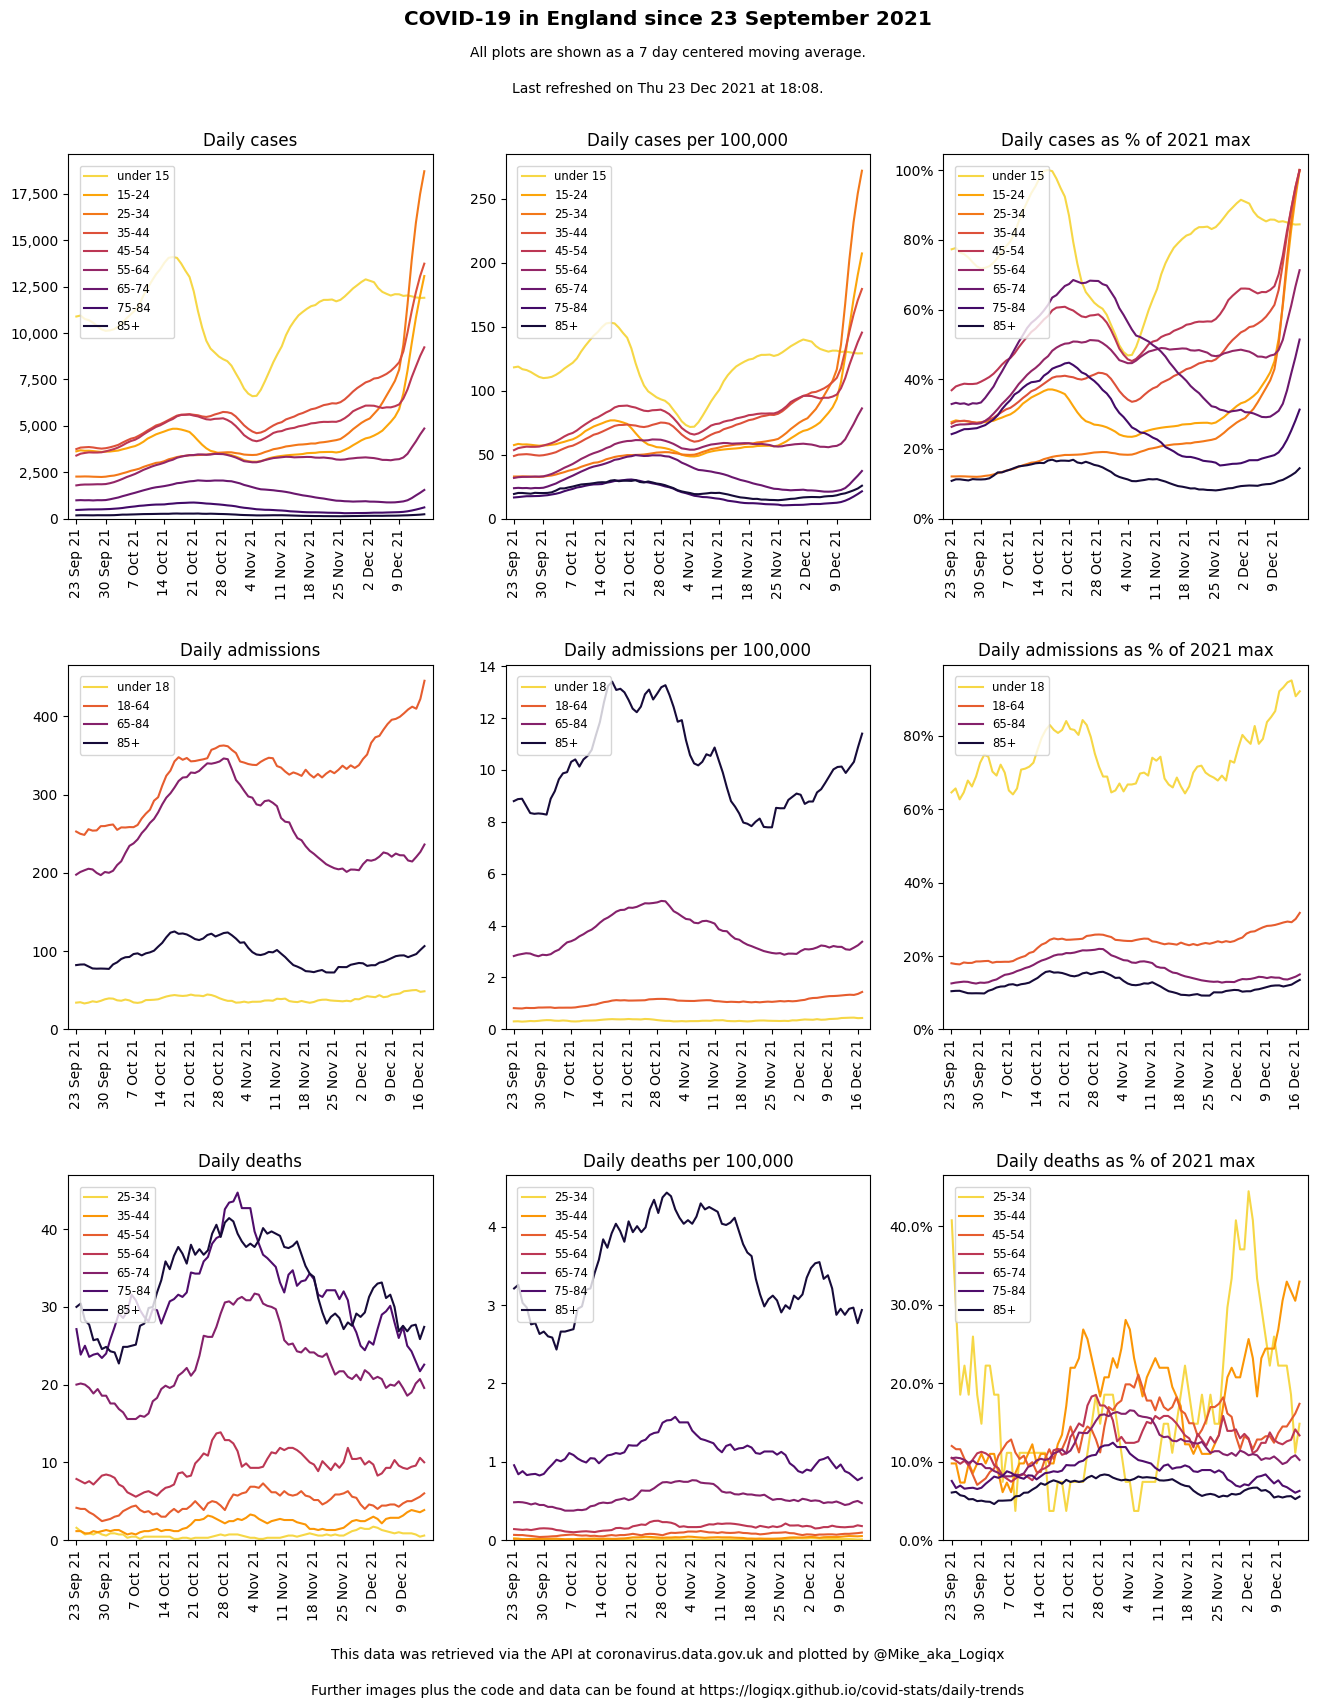 COVID-19 in England since 23 September 2021
All plots are shown as a 7 day centered moving average.
Last refreshed on Thu 23 Dec 2021 at 18:08.
Daily cases
17,500
15,000
12,500
10,000
7,500
5,000
2,500
0
under 15
15-24
25-34
35-44
45-54
55-64
65-74
75-84
85+
23 Sep 21
30 Sep 21
7 Oct 21
14 Oct 21
21 Oct 21
28 Oct 21
4 Nov 21
11 Nov 21
18 Nov 21
25 Nov 21
2 Dec 21
9 Dec 21
Daily cases per 100,000
250
200
150
100
50
0
under 15
15-24
25-34
35-44
45-54
55-64
65-74
75-84
85+
23 Sep 21
30 Sep 21
7 Oct 21
14 Oct 21
21 Oct 21
28 Oct 21
4 Nov 21
11 Nov 21
18 Nov 21
25 Nov 21
2 Dec 21
9 Dec 21
Daily cases as % of 2021 max
100%
80%
60%
40%
20%
0%
under 15
15-24
25-34
35-44
45-54
55-64
65-74
75-84
85+
23 Sep 21
30 Sep 21
7 Oct 21
14 Oct 21
21 Oct 21
28 Oct 21
4 Nov 21
11 Nov 21
18 Nov 21
25 Nov 21
2 Dec 21
9 Dec 21
Daily admissions
400
300
200
100
0
under 18
18-64
65-84
85+
23 Sep 21
30 Sep 21
7 Oct 21
14 Oct 21
21 Oct 21
28 Oct 21
4 Nov 21
11 Nov 21
18 Nov 21
25 Nov 21
2 Dec 21
9 Dec 21
16 Dec 21
Daily admissions per 100,000
14
12
10
8
6
4
2
0
under 18
18-64
65-84
85+
23 Sep 21
30 Sep 21
7 Oct 21
14 Oct 21
21 Oct 21
28 Oct 21
4 Nov 21
11 Nov 21
18 Nov 21
25 Nov 21
2 Dec 21
9 Dec 21
16 Dec 21
Daily admissions as % of 2021 max
80%
60%
40%
20%
0%
under 18
18-64
65-84
85+
23 Sep 21
30 Sep 21
7 Oct 21
14 Oct 21
21 Oct 21
28 Oct 21
4 Nov 21
11 Nov 21
18 Nov 21
25 Nov 21
2 Dec 21
9 Dec 21
16 Dec 21
Daily deaths
40
30
20
10
0
25-34
35-44
45-54
55-64
65-74
75-84
85+
23 Sep 21
30 Sep 21
7 Oct 21
14 Oct 21
21 Oct 21
28 Oct 21
4 Nov 21
11 Nov 21
18 Nov 21
25 Nov 21
2 Dec 21
9 Dec 21
Daily deaths per 100,000
4
3
2
1
0
25-34
35-44
45-54
55-64
65-74
75-84
85+
23 Sep 21
30 Sep 21
7 Oct 21
14 Oct 21
21 Oct 21
28 Oct 21
4 Nov 21
11 Nov 21
18 Nov 21
25 Nov 21
2 Dec 21
9 Dec 21
Daily deaths as % of 2021 max
40.0%
30.0%
20.0%
10.0%
0.0%
25-34
35-44
45-54
55-64
65-74
75-84
85+
23 Sep 21
30 Sep 21
7 Oct 21
14 Oct 21
21 Oct 21
28 Oct 21
4 Nov 21
11 Nov 21
18 Nov 21
25 Nov 21
2 Dec 21
9 Dec 21
This data was retrieved via the API at coronavirus.data.gov.uk and plotted by @Mike_aka_Logiqx
Further images plus the code and data can be found at https://logiqx.github.io/covid-stats/daily-trends